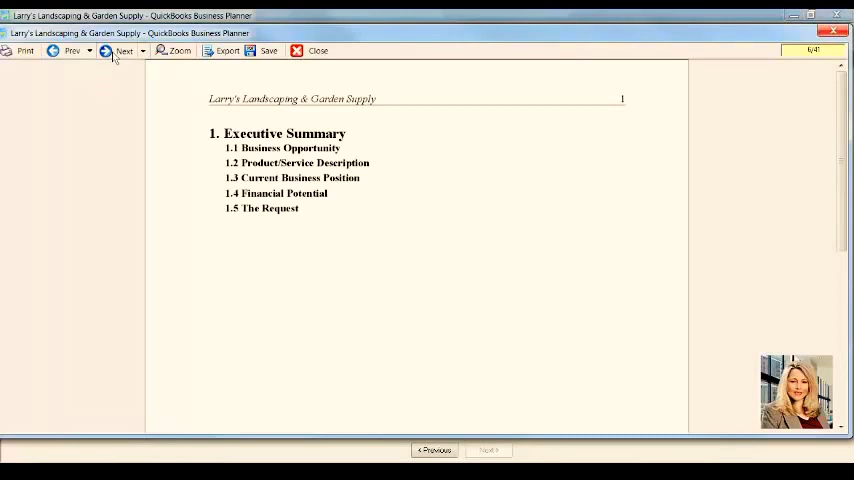 Larry's Landscaping & Garden Supply - QuickBooks Business Planner
Larry's Landscaping & Garden Supply - QuickBooks Business Planner
Print Prev Next Zoom Export Save Close 6/41
Larry's Landscaping & Garden Supply 1
1. Executive Summary
1.1 Business Opportunity
1.2 Product/Service Description
1.3 Current Business Position
1.4 Financial Potential
1.5 The Request
< Previous Next >